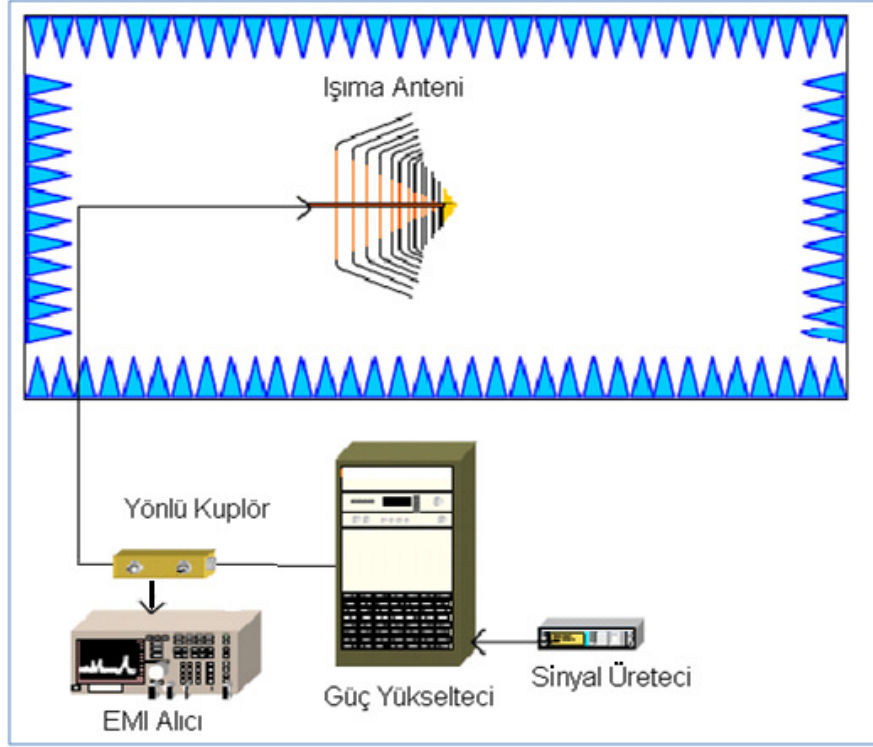 Işıma Anteni
Yönlü Kuplör
EMI Alıcı
Güç Yükselteci
Sinyal Üreteci